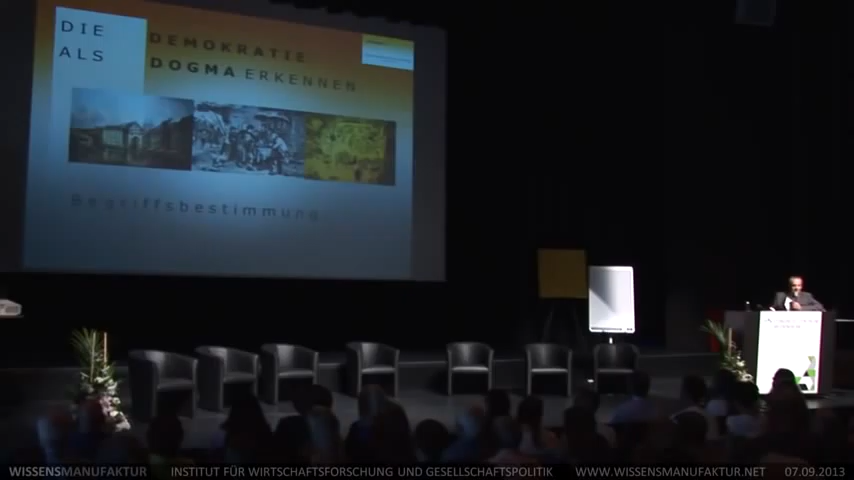 DIE DEMOKRATIE
ALS DOGMA ERKENNEN
Begriffsbestimmung
WISSENSMANUFAKTUR INSTITUT FÜR WIRTSCHAFTSFORSCHUNG UND GESELLSCHAFTSPOLITIK WWW.WISSENSMANUFAKTUR.NET 07.09.2013